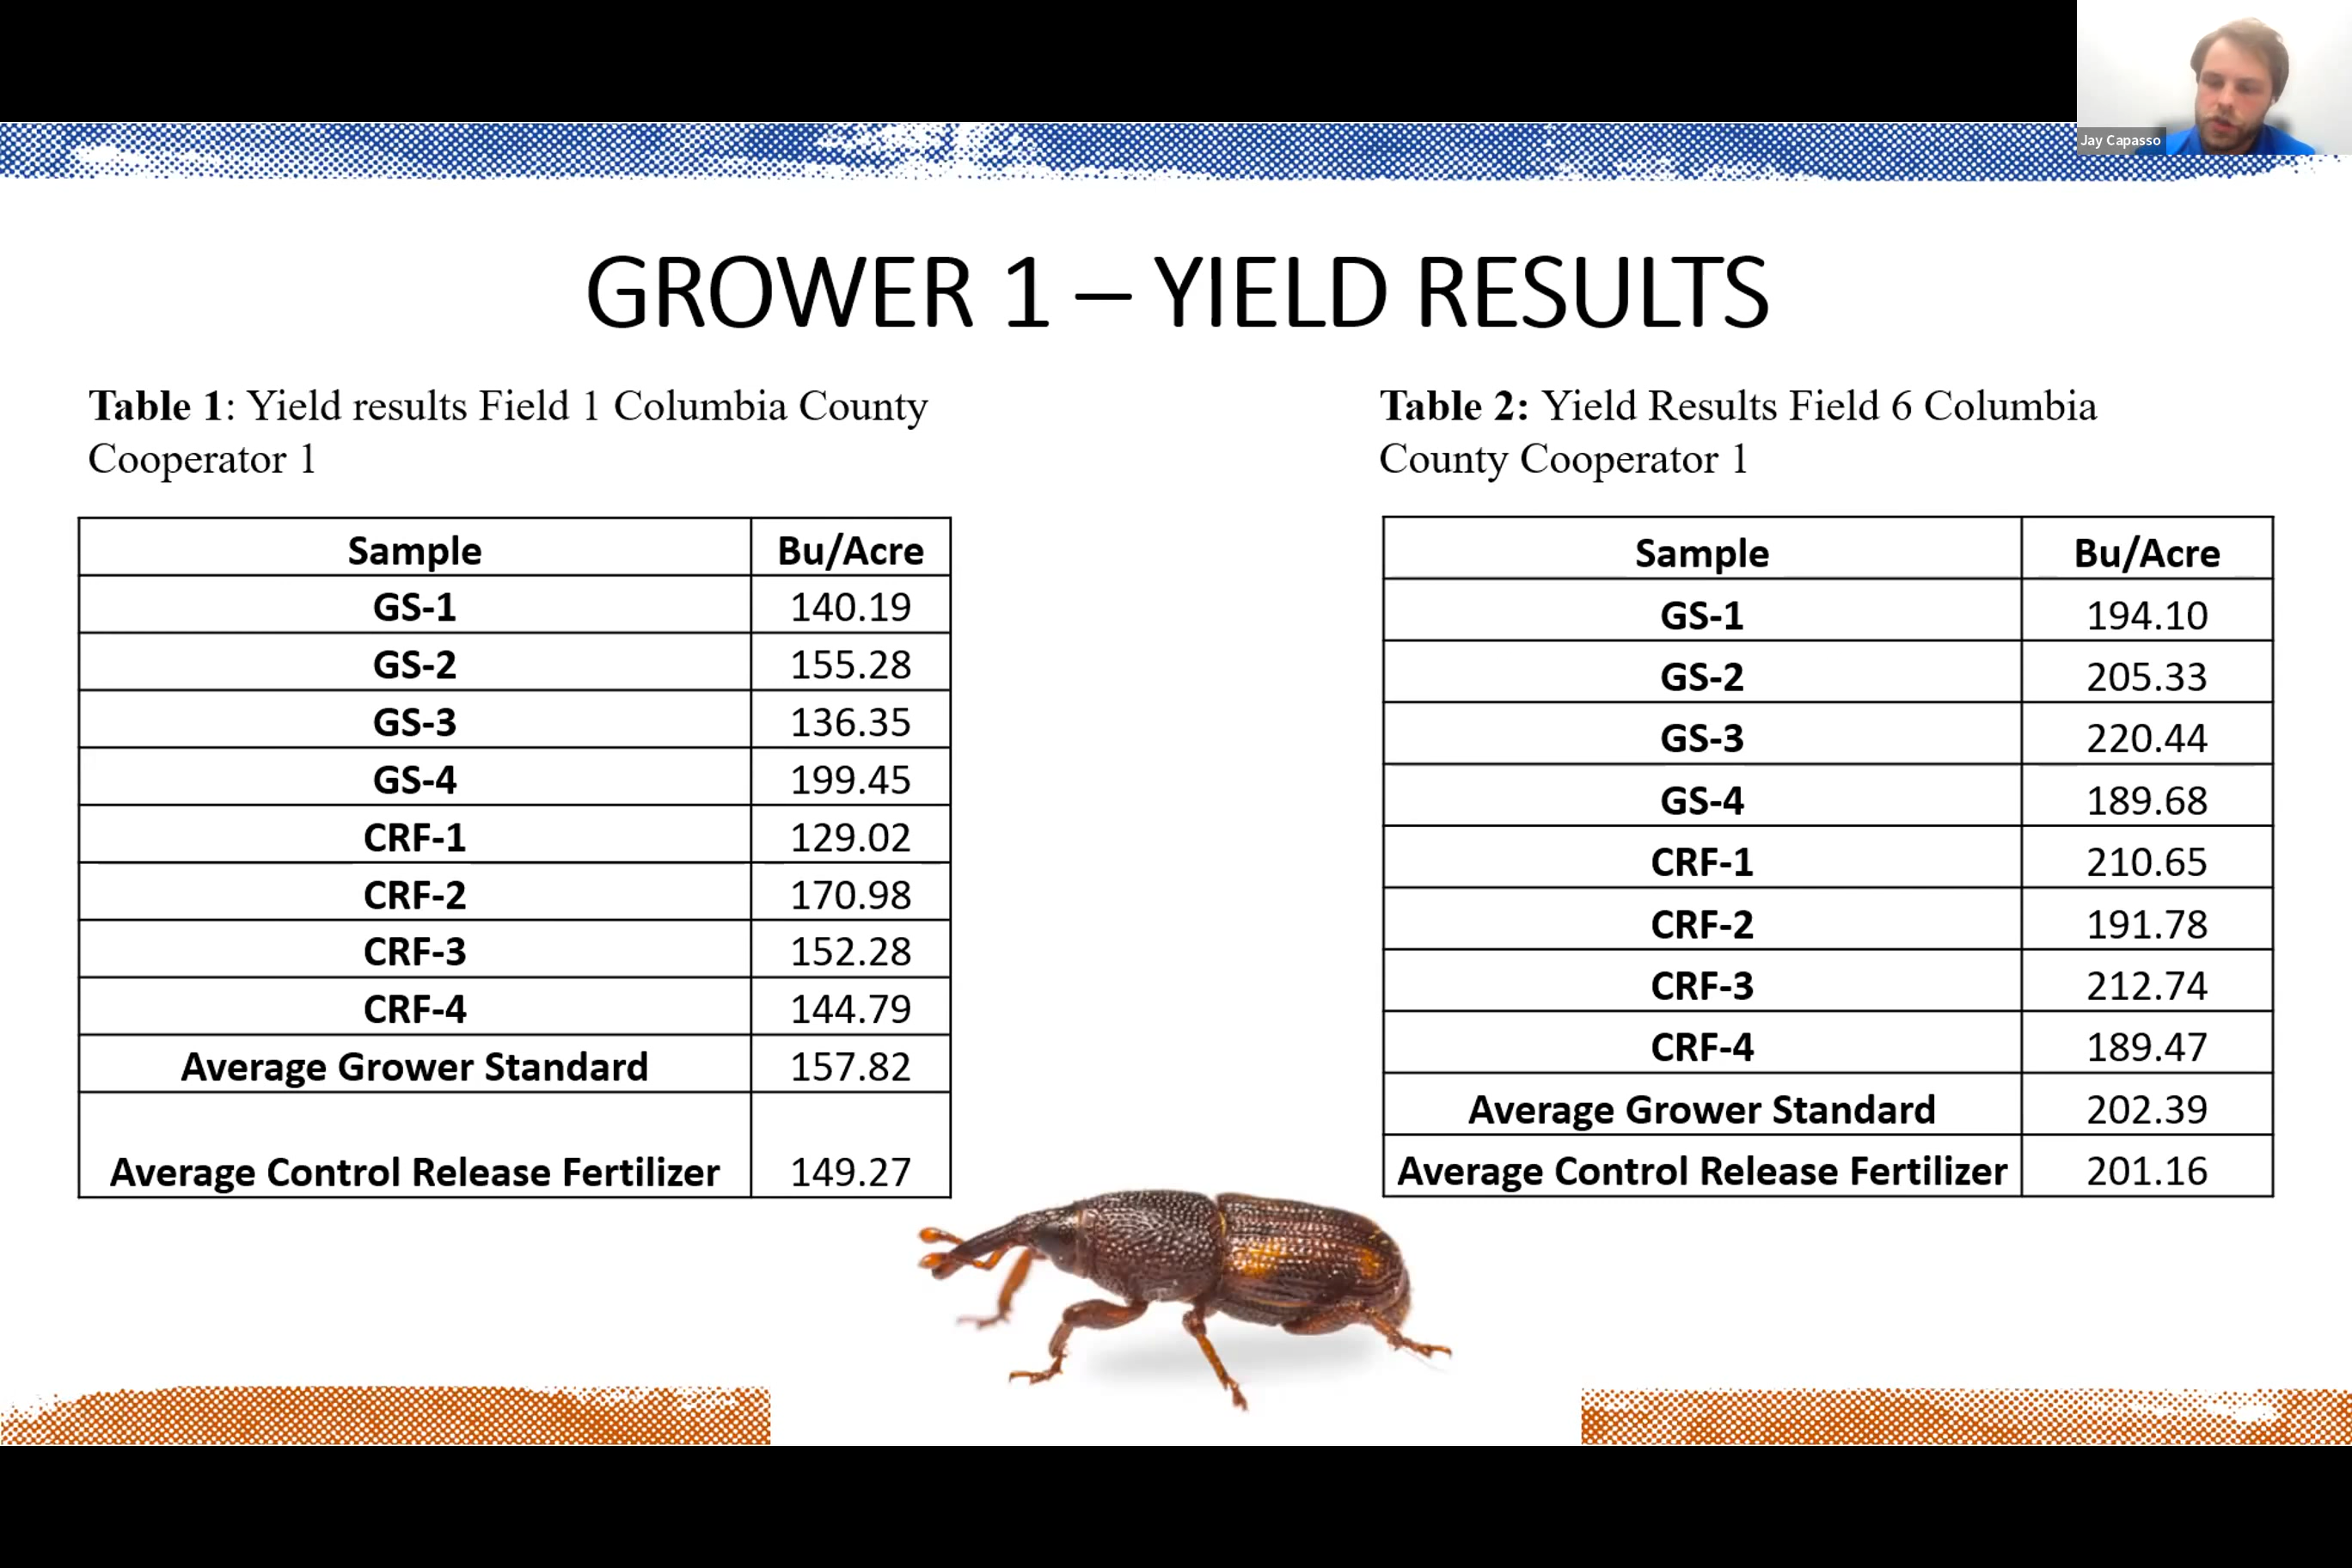 Jay Capasso
GROWER 1 – YIELD RESULTS
Table 1: Yield results Field 1 Columbia County
Cooperator 1
Sample Bu/Acre
GS-1 140.19
GS-2 155.28
GS-3 136.35
GS-4 199.45
CRF-1 129.02
CRF-2 170.98
CRF-3 152.28
CRF-4 144.79
Average Grower Standard 157.82
Average Control Release Fertilizer 149.27
Table 2: Yield Results Field 6 Columbia
County Cooperator 1
Sample Bu/Acre
GS-1 194.10
GS-2 205.33
GS-3 220.44
GS-4 189.68
CRF-1 210.65
CRF-2 191.78
CRF-3 212.74
CRF-4 189.47
Average Grower Standard 202.39
Average Control Release Fertilizer 201.16